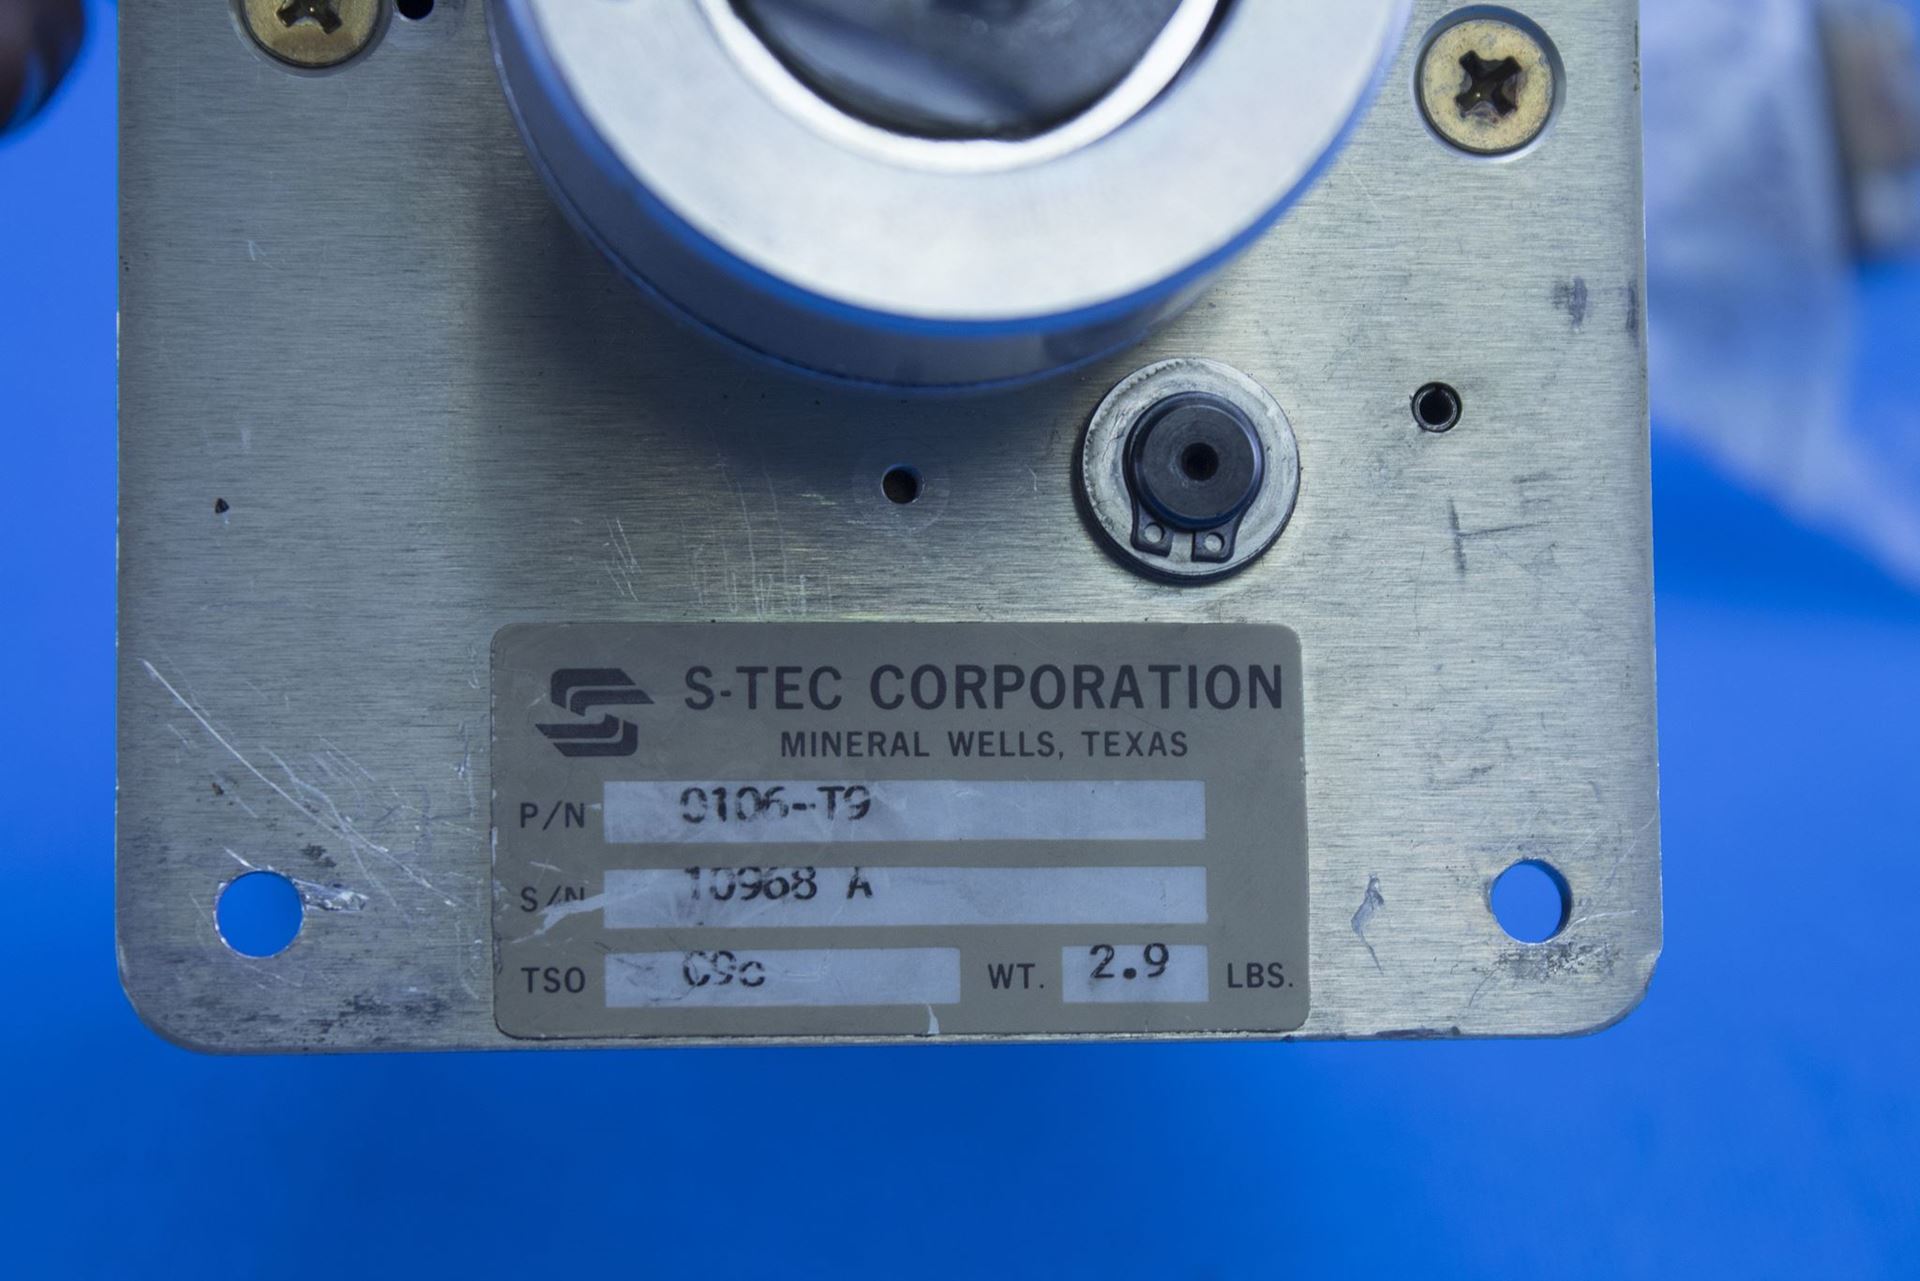 S-TEC CORPORATION
MINERAL WELLS, TEXAS
P/N 0106-T9
S/N 10968 A
TSO C9c WT. 2.9 LBS.